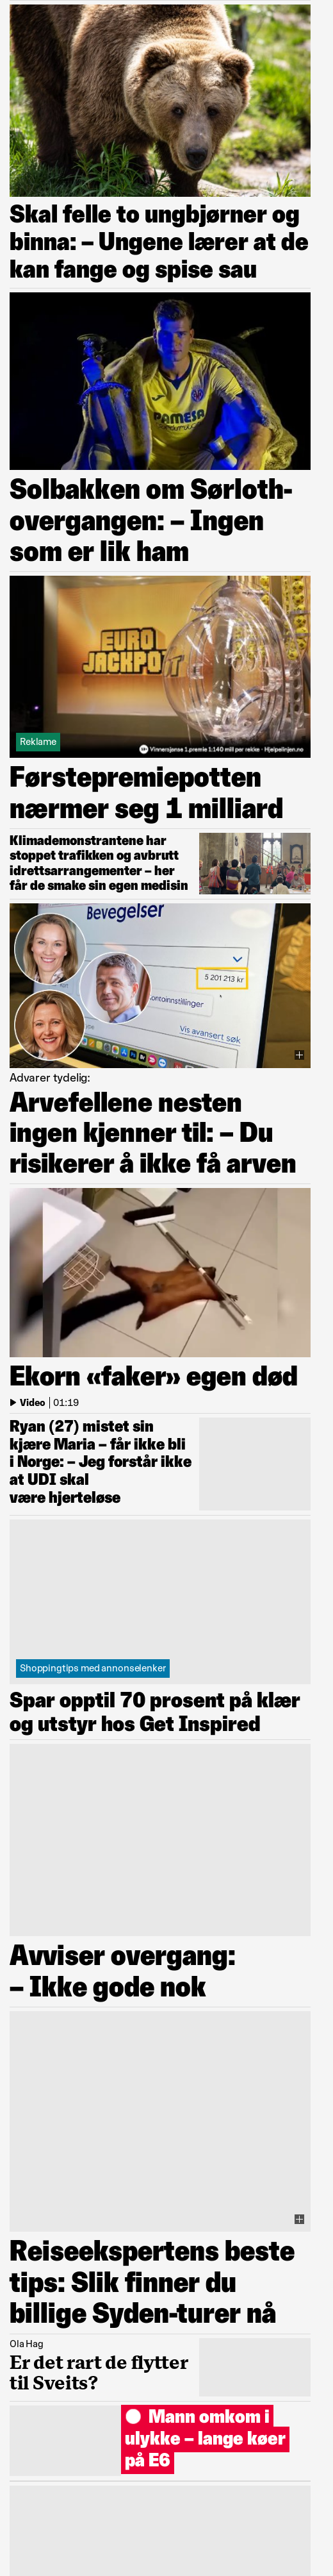 Skal felle to ungbjørner og
binna: – Ungene lærer at de
kan fange og spise sau
PAMESA
Solbakken om Sørloth-
overgangen: – Ingen
som er lik ham
EURO
JACKPOT
Reklame
Vinnersjanse 1.premie 1:140 mill per rekke - Hjelpelinjen.no
Førstepremiepotten
nærmer seg 1 milliard
Klimademonstrantene har
stoppet trafikken og avbrutt
idrettsarrangementer – her
får de smake sin egen medisin
Bevegelser
5 201 213 kr
ontoinnstillinger
Vis avansert søk
Advarer tydelig:
Arvefellene nesten
ingen kjenner til: – Du
risikerer å ikke få arven
Ekorn «faker» egen død
Video | 01:19
Ryan (27) mistet sin
kjære Maria – får ikke bli
i Norge: – Jeg forstår ikke
at UDI skal
være hjerteløse
Shoppingtips med annonselenker
Spar opptil 70 prosent på klær
og utstyr hos Get Inspired
Avviser overgang:
– Ikke gode nok
Reiseekspertens beste
tips: Slik finner du
billige Syden-turer nå
Ola Hag
Er det rart de flytter
til Sveits?
Mann omkom i
ulykke – lange køer
på E6